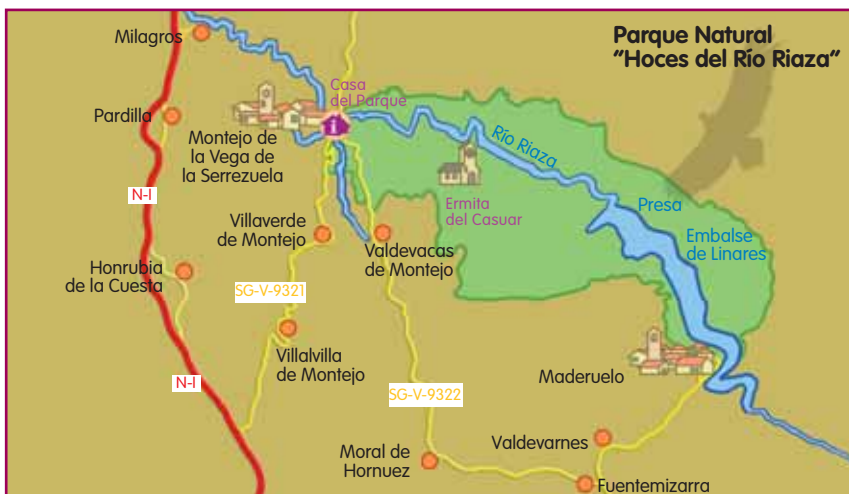 Parque Natural
"Hoces del Río Riaza"
Milagros
Casa
del Parque
Pardilla
Montejo de
la Vega de
la Serrezuela
Río Riaza
N-I
Ermita
del Casuar
Presa
Villaverde
de Montejo
Valdevacas
de Montejo
Embalse
de Linares
Honrubia
de la Cuesta
SG-V-9321
Villalvilla
de Montejo
Maderuelo
N-I
SG-V-9322
Moral de
Hornuez
Valdevarnes
Fuentemizarra